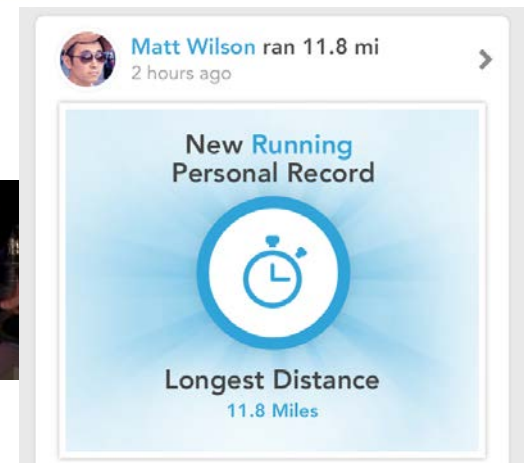 Matt Wilson ran 11.8 mi
2 hours ago
New Running
Personal Record
Longest Distance
11.8 Miles